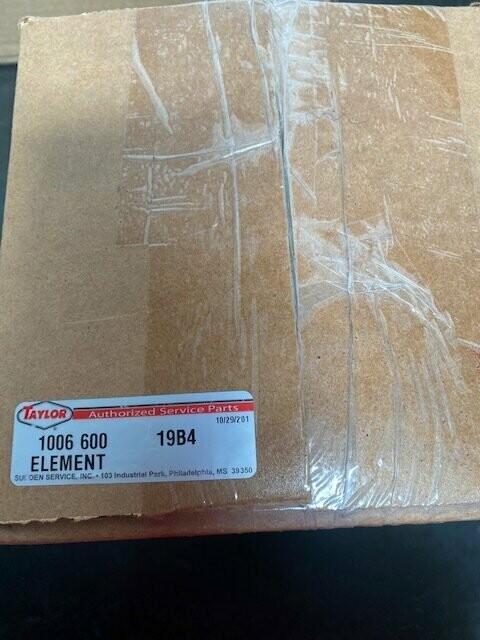 TAYLOR
Authorized Service Parts
10/29/201
1006 600 19B4
ELEMENT
SUDDEN SERVICE, INC. • 103 Industrial Park, Philadelphia, MS 39350